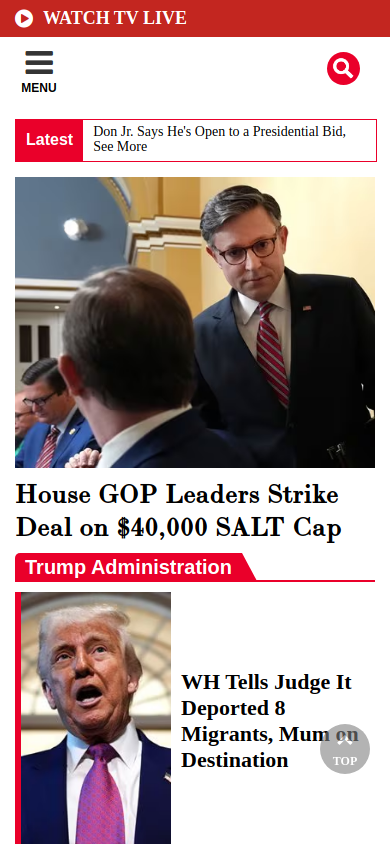 WATCH TV LIVE
MENU
Latest
Don Jr. Says He's Open to a Presidential Bid,
See More
House GOP Leaders Strike
Deal on $40,000 SALT Cap
Trump Administration
WH Tells Judge It
Deported 8
Migrants, Mum on
Destination
TOP